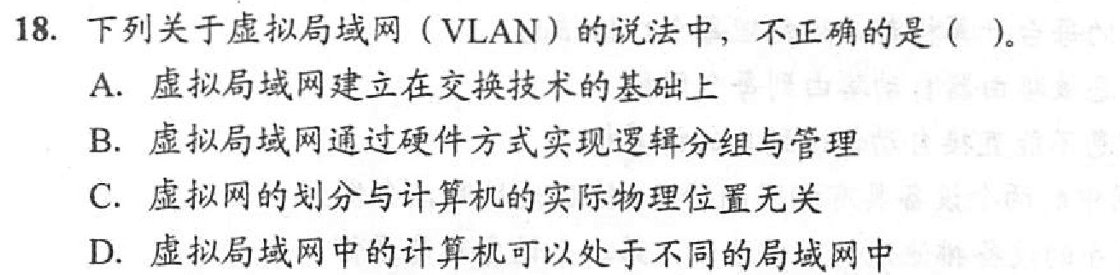 18. 下列关于虚拟局域网（VLAN）的说法中，不正确的是（  ）。
A. 虚拟局域网建立在交换技术的基础上
B. 虚拟局域网通过硬件方式实现逻辑分组与管理
C. 虚拟网的划分与计算机的实际物理位置无关
D. 虚拟局域网中的计算机可以处于不同的局域网中